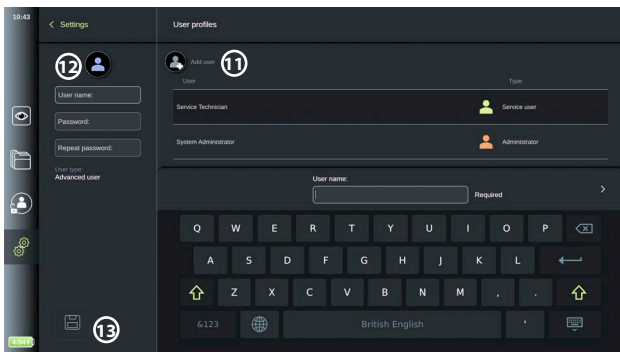 10:43
Settings
User profiles
12
Add user
11
User
Type
User name:
Service Technician
Service user
Password:
System Administrator
Administrator
Repeat password:
User type:
Advanced user
User name:
Required
Q W E R T Y U I O P
A S D F G H J K L
Z X C V B N M , .
&123
British English
'
13